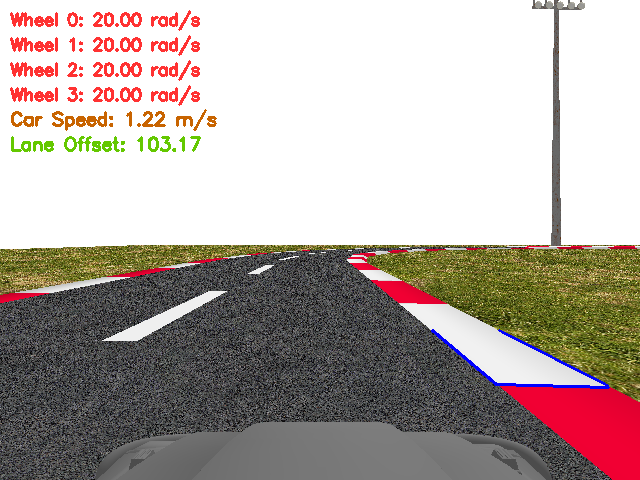 Wheel 0: 20.00 rad/s
Wheel 1: 20.00 rad/s
Wheel 2: 20.00 rad/s
Wheel 3: 20.00 rad/s
Car Speed: 1.22 m/s
Lane Offset: 103.17